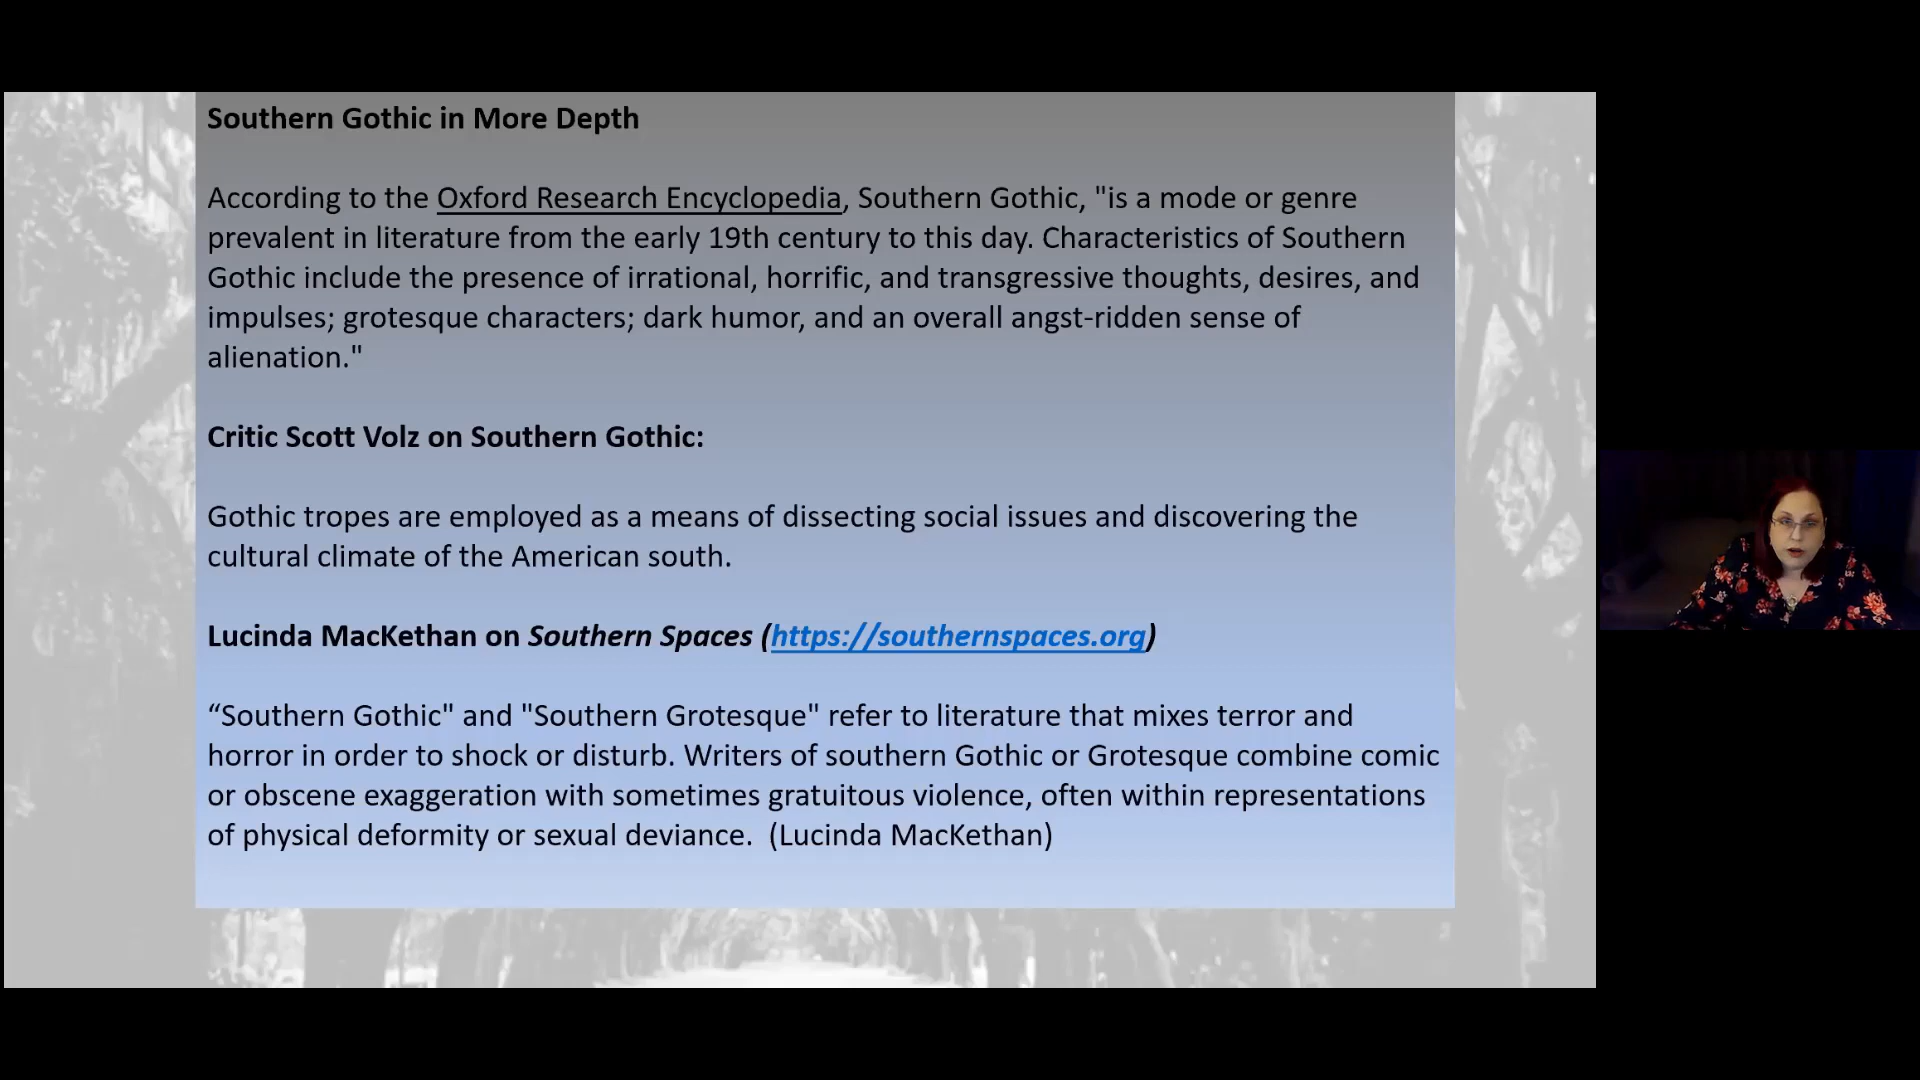 Southern Gothic in More Depth
According to the Oxford Research Encyclopedia, Southern Gothic, "is a mode or genre
prevalent in literature from the early 19th century to this day. Characteristics of Southern
Gothic include the presence of irrational, horrific, and transgressive thoughts, desires, and
impulses; grotesque characters; dark humor, and an overall angst-ridden sense of
alienation."
Critic Scott Volz on Southern Gothic:
Gothic tropes are employed as a means of dissecting social issues and discovering the
cultural climate of the American south.
Lucinda MacKethan on Southern Spaces (https://southernspaces.org)
“Southern Gothic" and "Southern Grotesque" refer to literature that mixes terror and
horror in order to shock or disturb. Writers of southern Gothic or Grotesque combine comic
or obscene exaggeration with sometimes gratuitous violence, often within representations
of physical deformity or sexual deviance.  (Lucinda MacKethan)